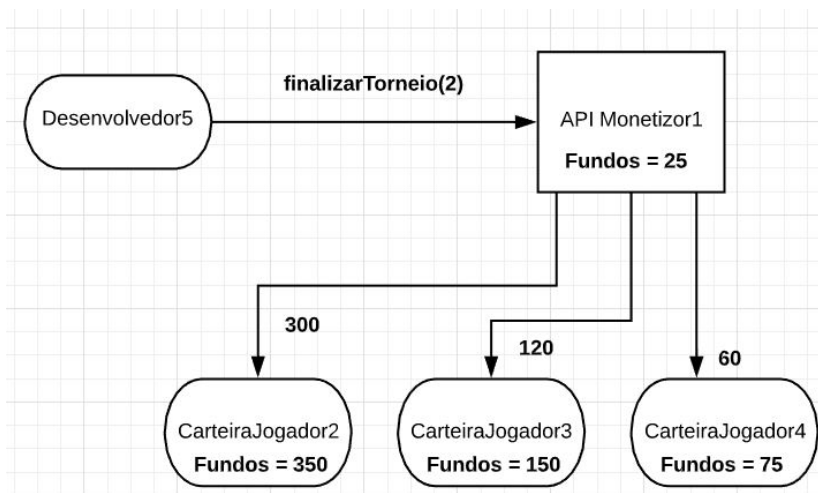 finalizarTorneio(2)
Desenvolvedor5
API Monetizor1
Fundos = 25
300
120
60
CarteiraJogador2
Fundos = 350
CarteiraJogador3
Fundos = 150
CarteiraJogador4
Fundos = 75